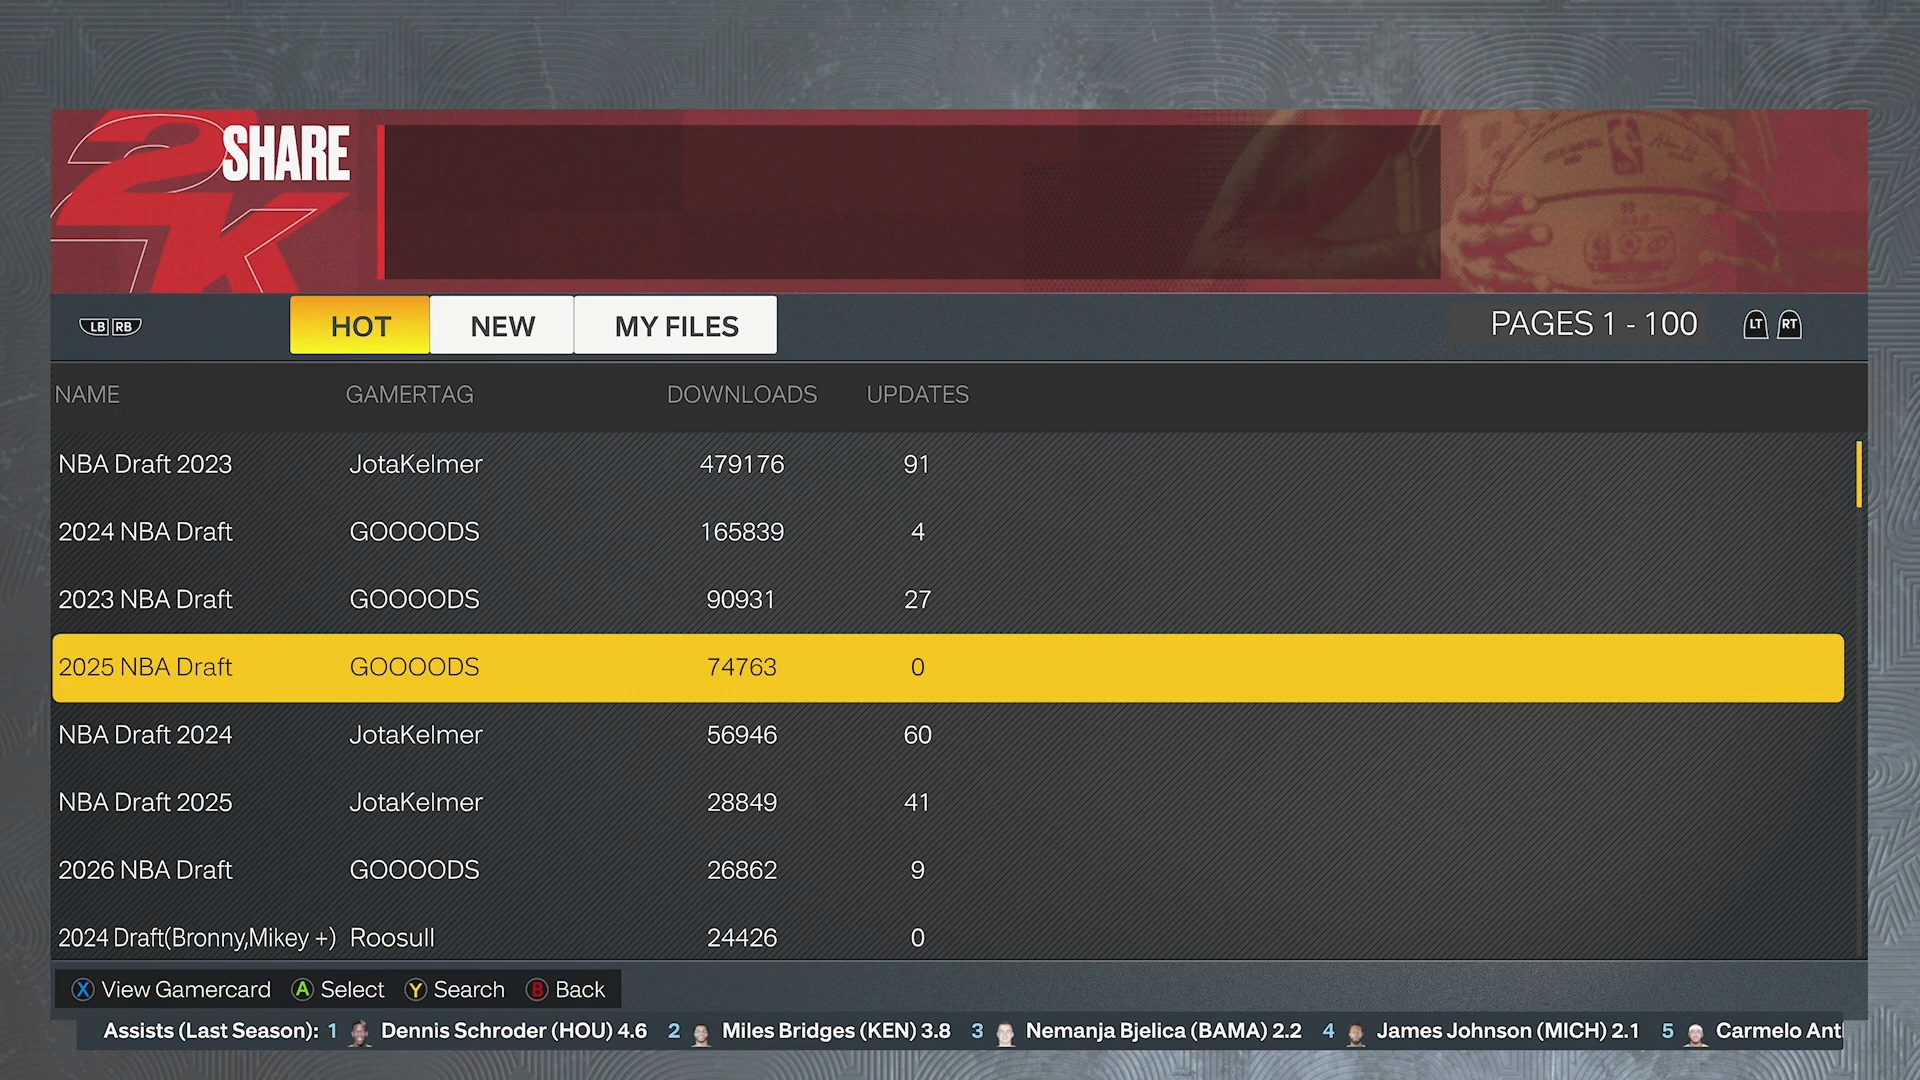 2K SHARE
LB RB HOT NEW MY FILES PAGES 1 - 100 LT RT
NAME GAMERTAG DOWNLOADS UPDATES
NBA Draft 2023 JotaKelmer 479176 91
2024 NBA Draft GOOOODS 165839 4
2023 NBA Draft GOOOODS 90931 27
2025 NBA Draft GOOOODS 74763 0
NBA Draft 2024 JotaKelmer 56946 60
NBA Draft 2025 JotaKelmer 28849 41
2026 NBA Draft GOOOODS 26862 9
2024 Draft(Bronny,Mikey +) Roosull 24426 0
X View Gamercard A Select Y Search B Back
Assists (Last Season): 1 Dennis Schroder (HOU) 4.6 2 Miles Bridges (KEN) 3.8 3 Nemanja Bjelica (BAMA) 2.2 4 James Johnson (MICH) 2.1 5 Carmelo Ant